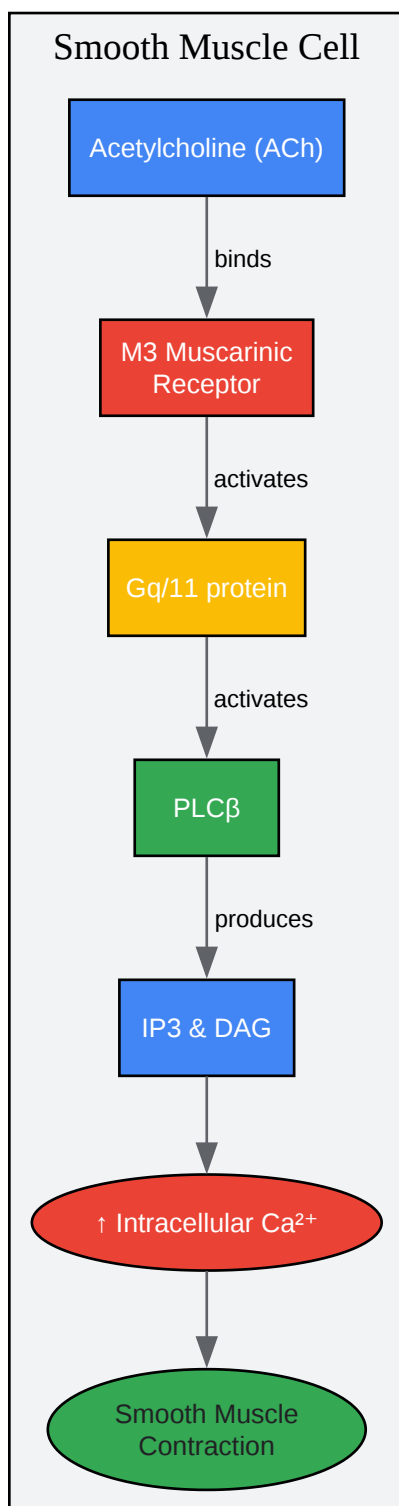 Smooth Muscle Cell
Acetylcholine (ACh)
binds
M3 Muscarinic
Receptor
activates
Gq/11 protein
activates
PLCβ
produces
IP3 & DAG
↑ Intracellular Ca²⁺
Smooth Muscle
Contraction